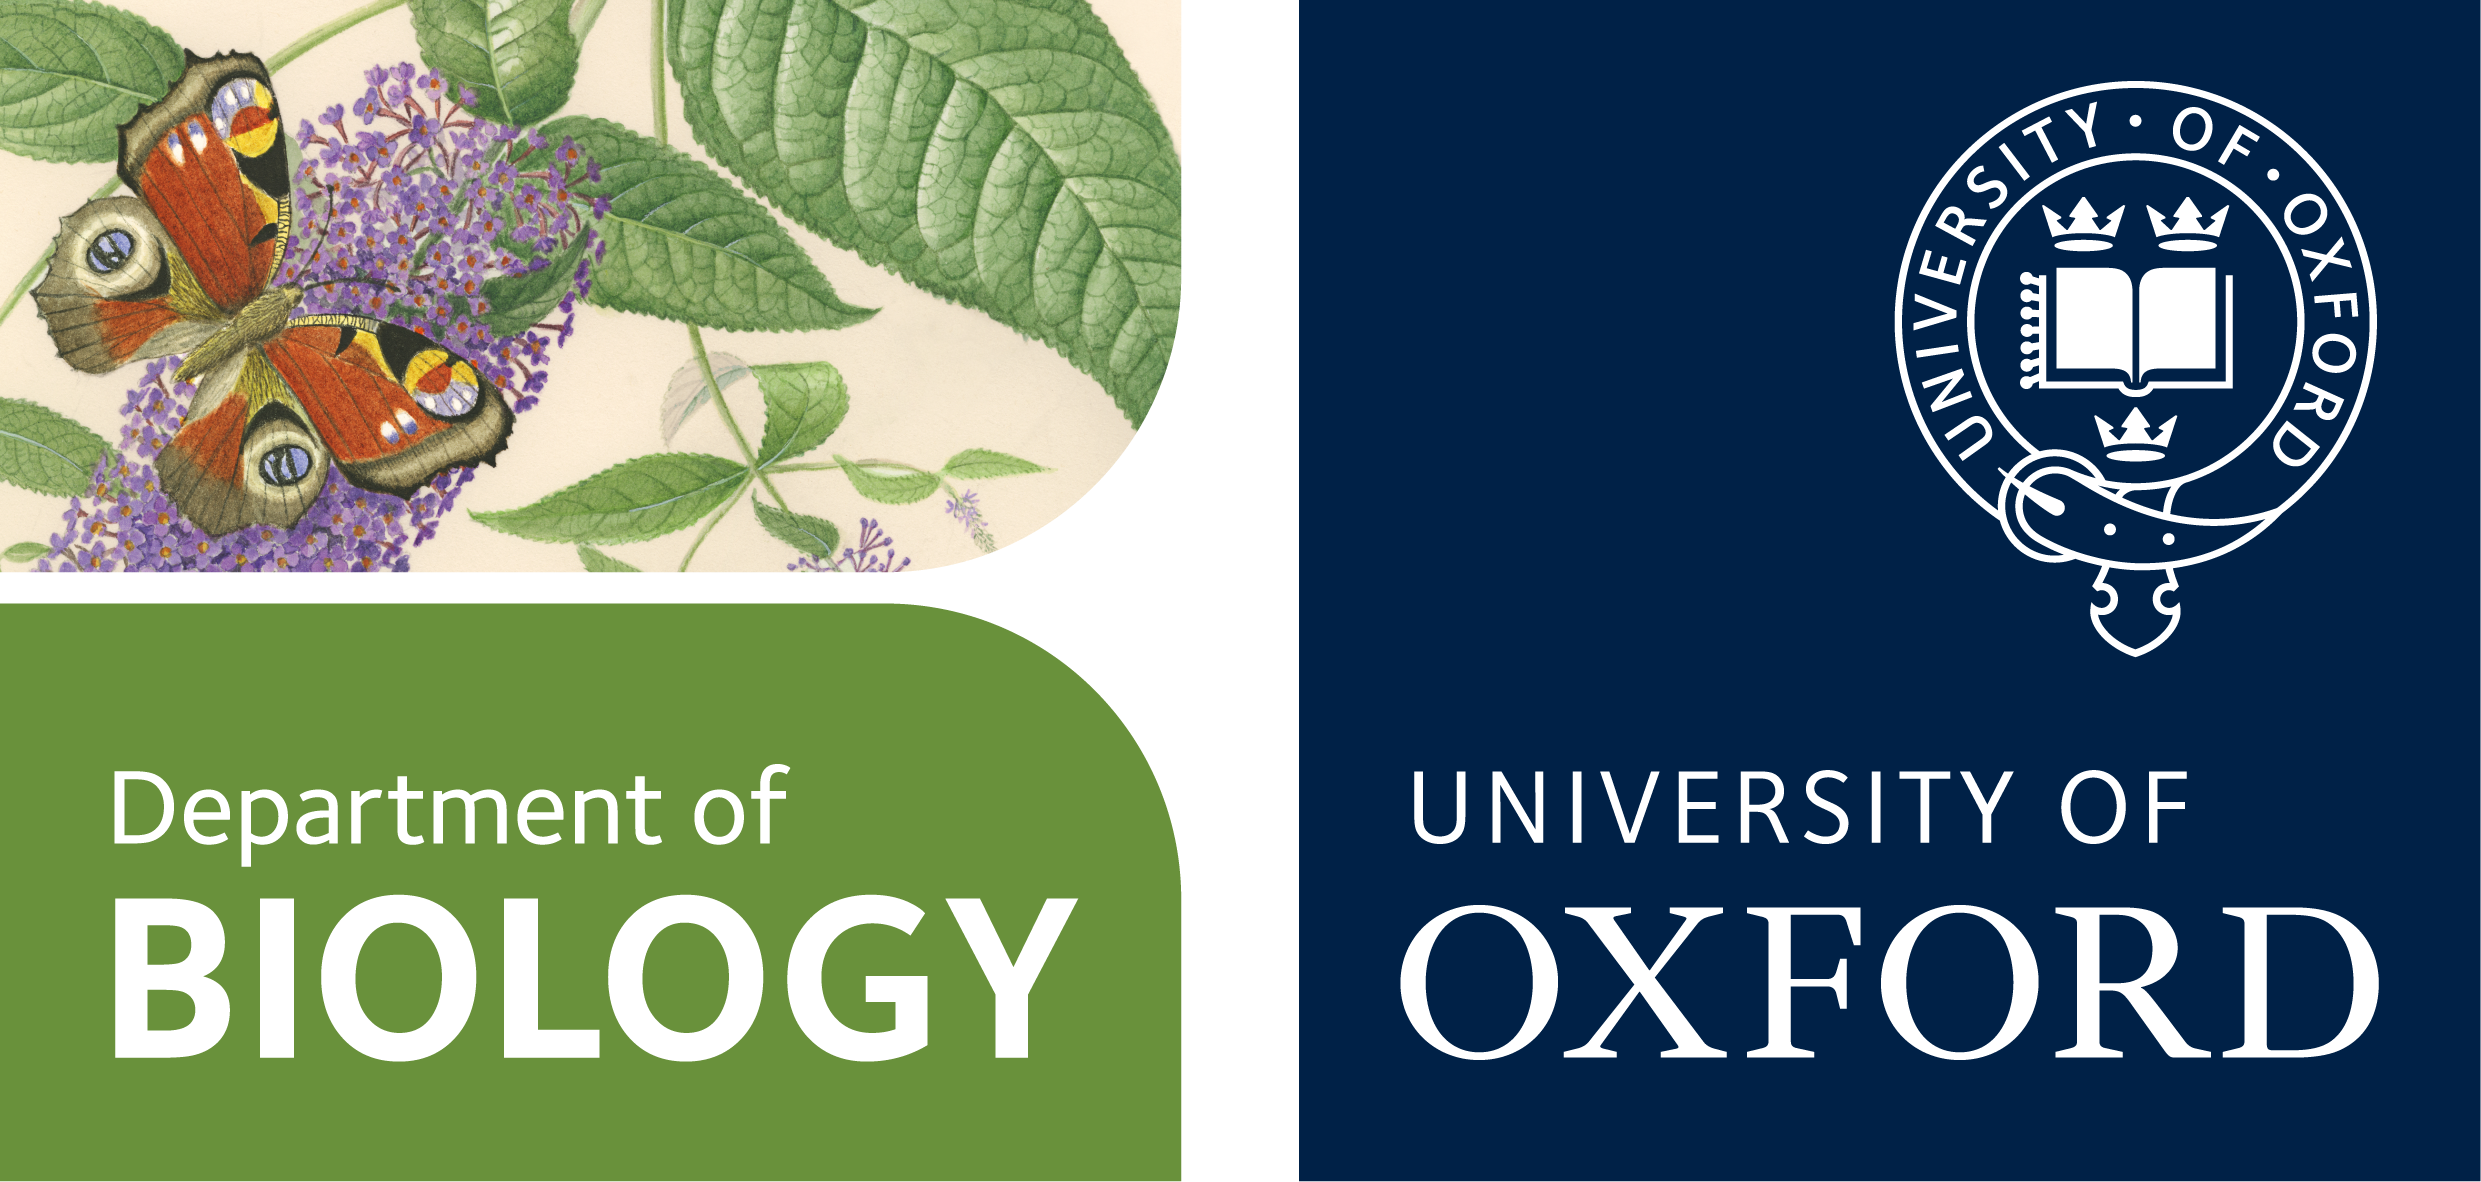 Department of
BIOLOGY
UNIVERSITY · OF · OXFORD
UNIVERSITY OF
OXFORD